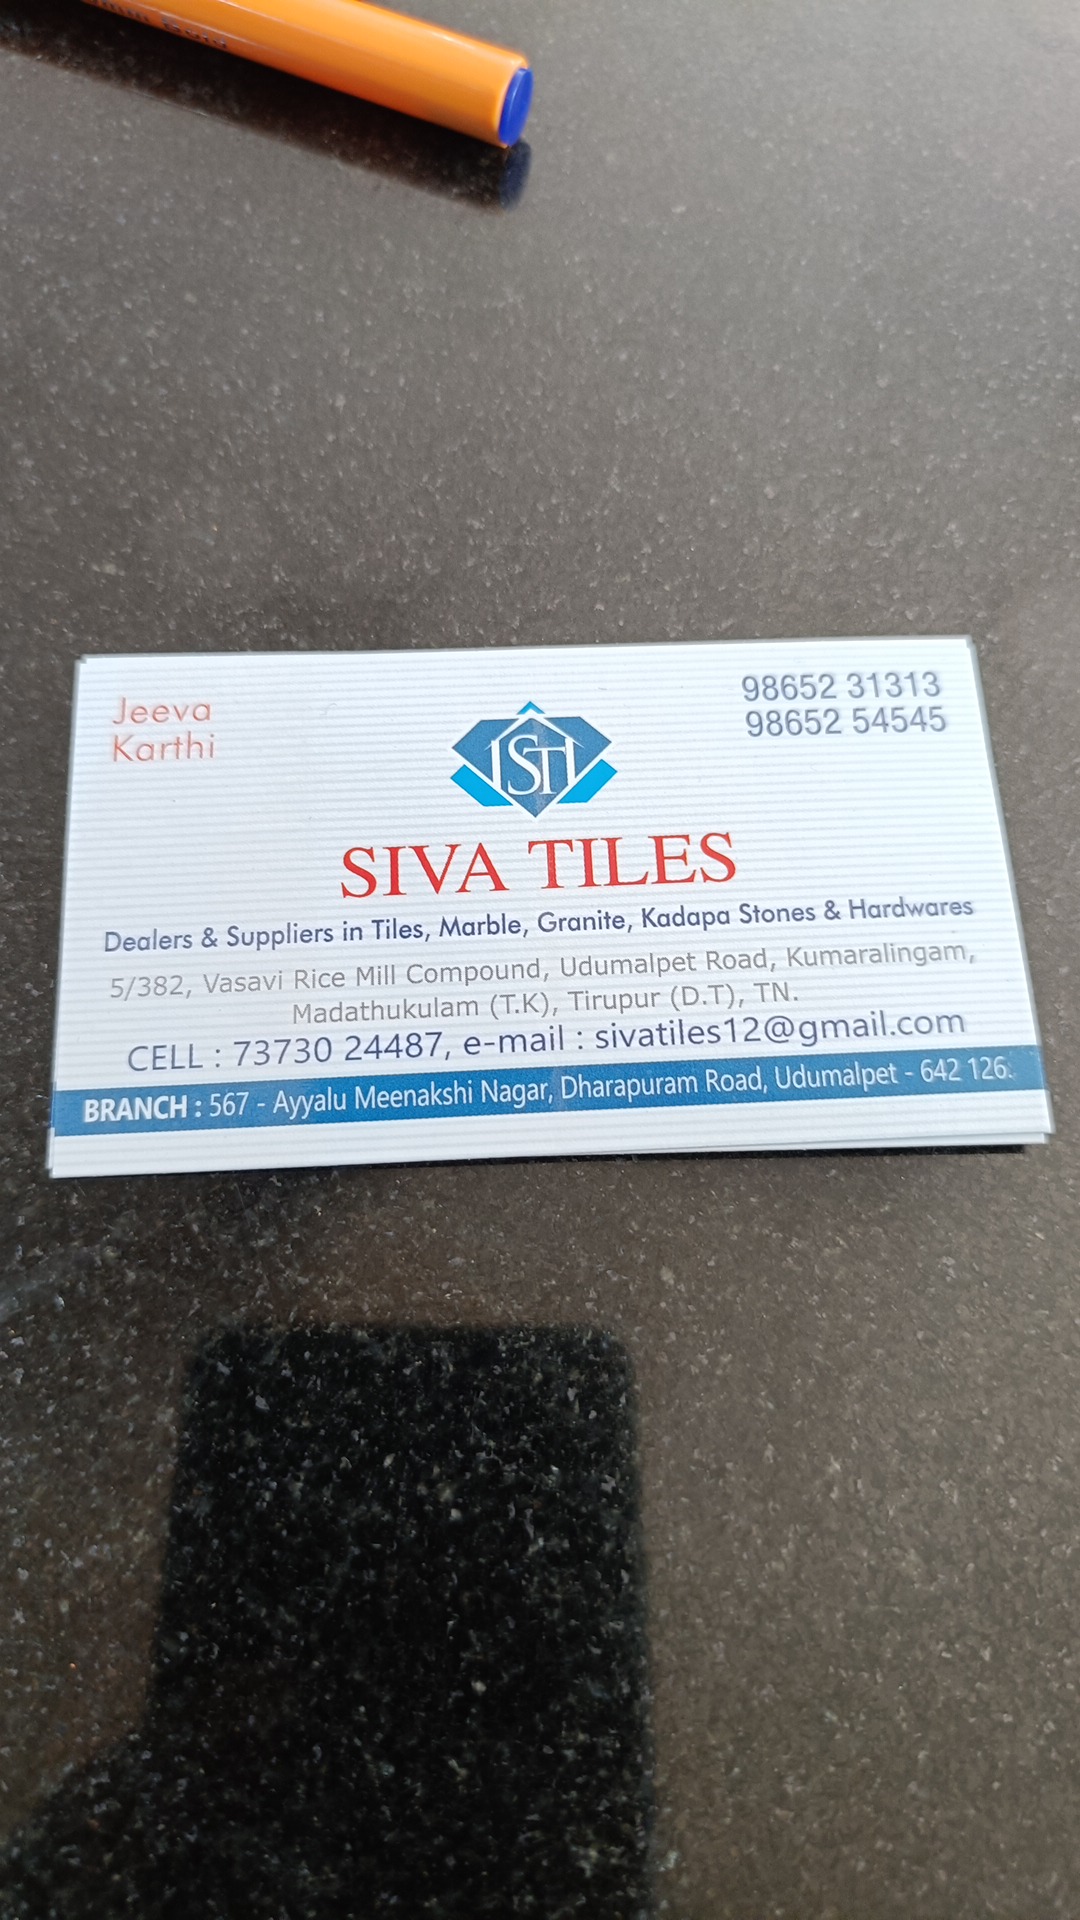 Jeeva
Karthi
98652 31313
98652 54545
STH
SIVA TILES
Dealers & Suppliers in Tiles, Marble, Granite, Kadapa Stones & Hardwares
5/382, Vasavi Rice Mill Compound, Udumalpet Road, Kumaralingam,
Madathukulam (T.K), Tirupur (D.T), TN.
CELL : 73730 24487, e-mail : sivatiles12@gmail.com
BRANCH : 567 - Ayyalu Meenakshi Nagar, Dharapuram Road, Udumalpet - 642 126.